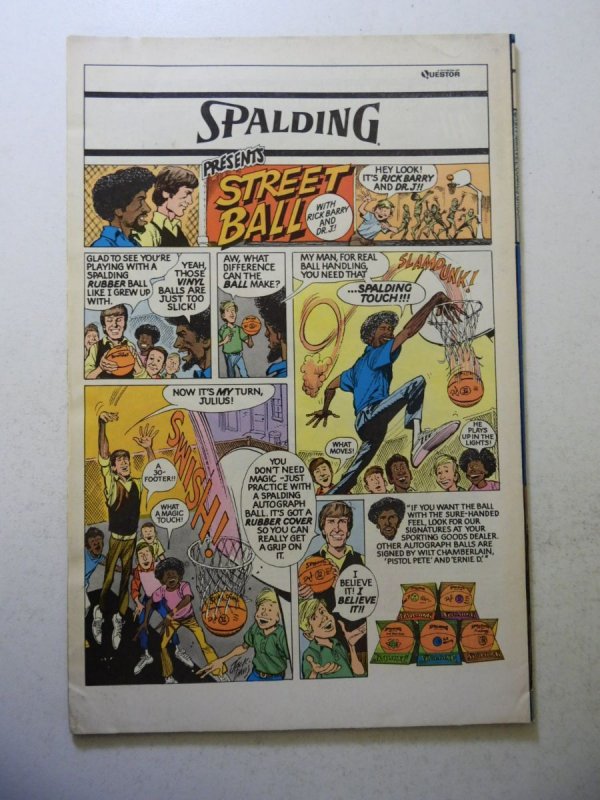 QUESTOR
SPALDING
PRESENTS
STREET
BALL
WITH
RICK BARRY
AND
DR. J!
HEY LOOK!
IT'S RICK BARRY
AND DR. J!!
GLAD TO SEE YOU'RE
PLAYING WITH A
SPALDING
RUBBER BALL
LIKE I GREW UP
WITH.
YEAH,
THOSE
VINYL
BALLS ARE
JUST TOO
SLICK!
AW, WHAT
DIFFERENCE
CAN THE
BALL MAKE?
MY MAN, FOR REAL
BALL HANDLING,
YOU NEED THAT
...SPALDING
TOUCH!!!
SLAMDUNK!
WHAT
MOVES!
HE
PLAYS
UP IN THE
LIGHTS!
NOW IT'S MY TURN,
JULIUS!
A
30-
FOOTER!!
WHAT
A MAGIC
TOUCH!
SWISH!
YOU
DON'T NEED
MAGIC -JUST
PRACTICE WITH
A SPALDING
AUTOGRAPH
BALL. IT'S GOT A
RUBBER COVER
SO YOU CAN
REALLY GET
A GRIP ON
IT.
I
BELIEVE
IT! I
BELIEVE
IT!!
"IF YOU WANT THE BALL
WITH THE SURE-HANDED
FEEL, LOOK FOR OUR
SIGNATURES AT YOUR
SPORTING GOODS DEALER.
OTHER AUTOGRAPH BALLS ARE
SIGNED BY WILT CHAMBERLAIN,
'PISTOL PETE' AND 'ERNIE D.'"
JACK
DAVIS